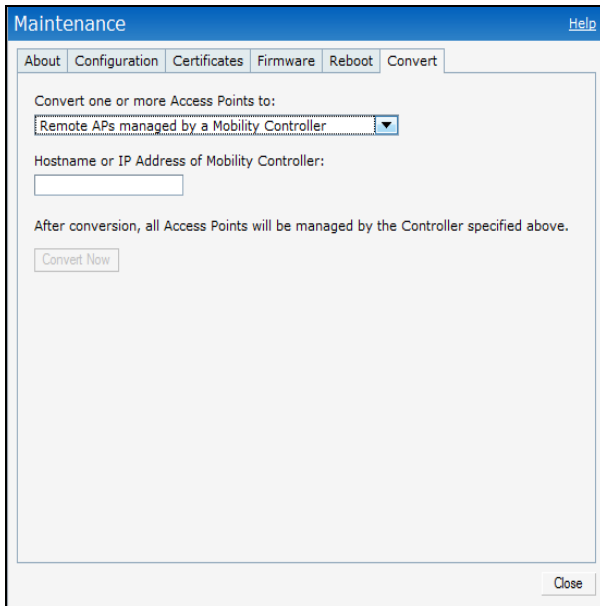 Maintenance Help
About Configuration Certificates Firmware Reboot Convert
Convert one or more Access Points to:
Remote APs managed by a Mobility Controller
Hostname or IP Address of Mobility Controller:
After conversion, all Access Points will be managed by the Controller specified above.
Convert Now
Close